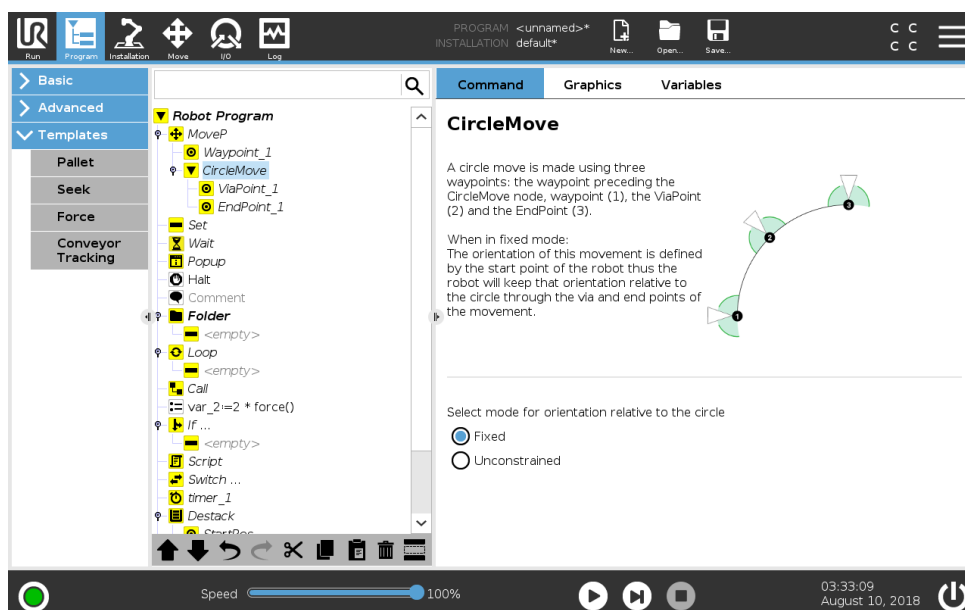 UR
PROGRAM <unnamed>*
INSTALLATION default*
C C
C C
Run
Program
Installation
Move
I/O
Log
New...
Open...
Save...
Basic
Advanced
Templates
Pallet
Seek
Force
Conveyor
Tracking
Robot Program
MoveP
Waypoint_1
CircleMove
ViaPoint_1
EndPoint_1
Set
Wait
Popup
Halt
Comment
Folder
<empty>
Loop
<empty>
Call
var_2:=2 * force()
If ...
<empty>
Script
Switch ...
timer_1
Destack
StartPos
Command
Graphics
Variables
CircleMove
A circle move is made using three
waypoints: the waypoint preceding the
CircleMove node, waypoint (1), the ViaPoint
(2) and the EndPoint (3).
When in fixed mode:
The orientation of this movement is defined
by the start point of the robot thus the
robot will keep that orientation relative to
the circle through the via and end points of
the movement.
3
2
1
Select mode for orientation relative to the circle
Fixed
Unconstrained
Speed
100%
03:33:09
August 10, 2018